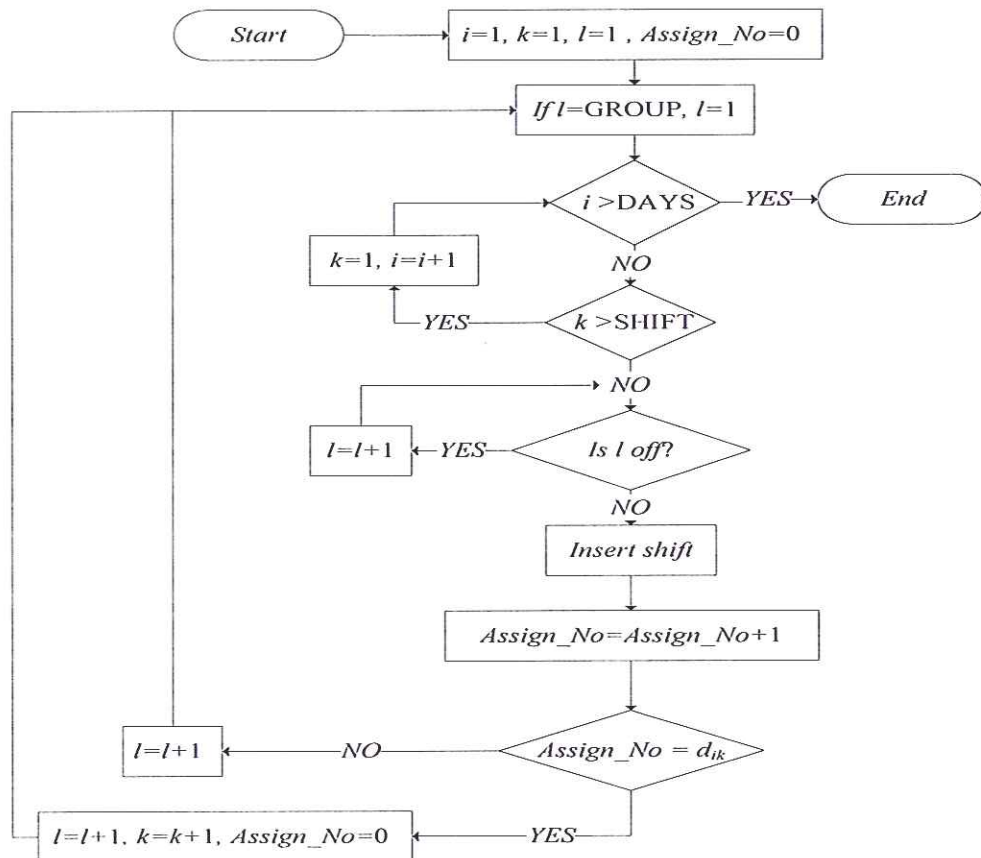 Start
i=1, k=1, l=1 , Assign_No=0
If l=GROUP, l=1
i >DAYS
YES
End
k=1, i=i+1
NO
YES
k >SHIFT
NO
l=l+1
YES
Is l off?
NO
Insert shift
Assign_No=Assign_No+1
l=l+1
NO
Assign_No = dik
l=l+1, k=k+1, Assign_No=0
YES